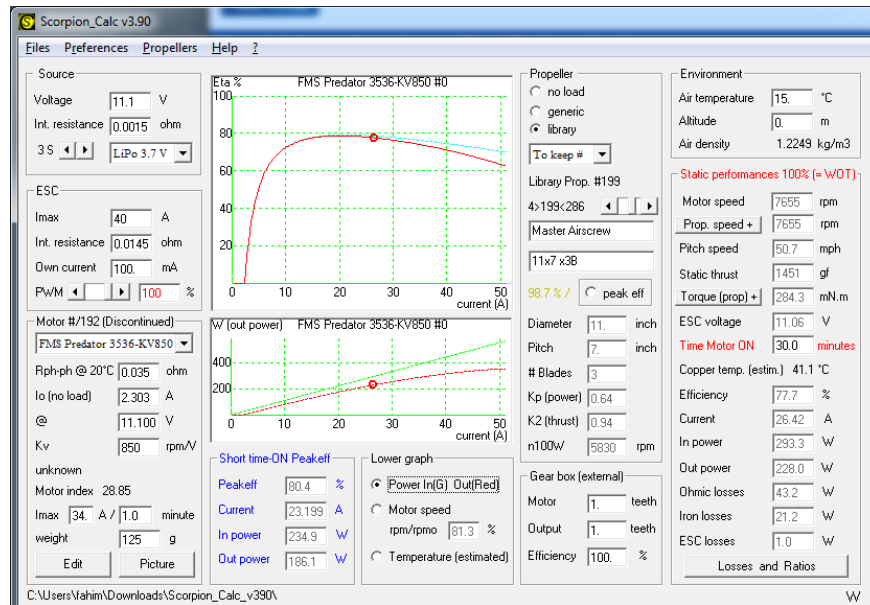 Scorpion_Calc v3.90
Files Preferences Propellers Help ?
Source
Voltage 11.1 V
Int. resistance 0.0015 ohm
3 S LiPo 3.7 V
ESC
Imax 40 A
Int. resistance 0.0145 ohm
Own current 100. mA
PWM 100 %
Motor #/192 (Discontinued)
FMS Predator 3536-KV850
Rph-ph @ 20°C 0.035 ohm
Io (no load) 2.303 A
@ 11.100 V
Kv 850 rpm/V
unknown
Motor index 28.85
Imax 34. A / 1.0 minute
weight 125 g
Edit Picture
Eta % FMS Predator 3536-KV850 #0
100
80
60
40
20
0 10 20 30 40 50
current (A)
W (out power) FMS Predator 3536-KV850 #0
400
200
0 10 20 30 40 50
current (A)
Short time-ON Peakeff
Peakeff 80.4 %
Current 23.199 A
In power 234.9 W
Out power 186.1 W
Lower graph
Power In(G) Out(Red)
Motor speed
rpm/rpmo 81.3 %
Temperature (estimated)
Propeller
no load
generic
library
To keep #
Library Prop. #199
4>199<286
Master Airscrew
11x7 x3B
98.7 % / peak eff
Diameter 11. inch
Pitch 7. inch
# Blades 3
Kp (power) 0.64
K2 (thrust) 0.94
n100W 5830 rpm
Gear box (external)
Motor 1. teeth
Output 1. teeth
Efficiency 100. %
Environment
Air temperature 15. °C
Altitude 0. m
Air density 1.2249 kg/m3
Static performances 100% (= WOT)
Motor speed 7655 rpm
Prop. speed + 7655 rpm
Pitch speed 50.7 mph
Static thrust 1451 gf
Torque (prop) + 284.3 mN.m
ESC voltage 11.06 V
Time Motor ON 30.0 minutes
Copper temp. (estim.) 41.1 °C
Efficiency 77.7 %
Current 26.42 A
In power 293.3 W
Out power 228.0 W
Ohmic losses 43.2 W
Iron losses 21.2 W
ESC losses 1.0 W
Losses and Ratios
C:\Users\fahim\Downloads\Scorpion_Calc_v390\ W